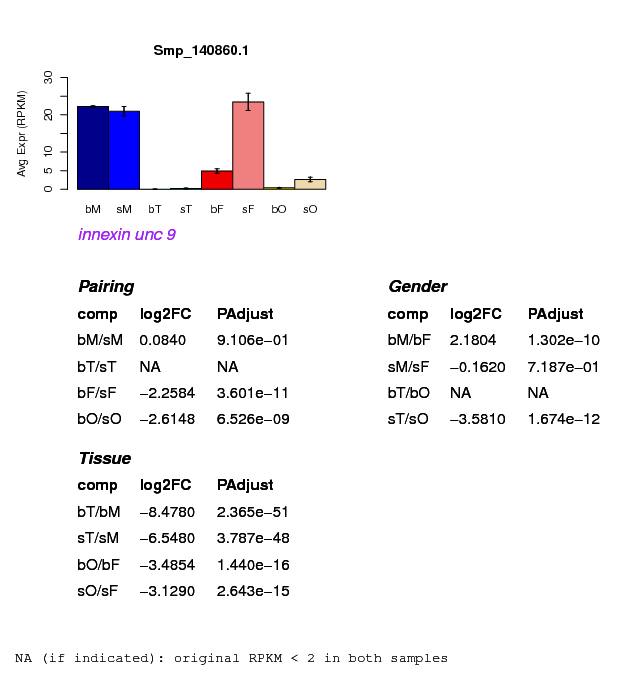 Smp_140860.1
Avg Expr (RPKM)
30
20
10
5
0
bM sM bT sT bF sF bO sO
innexin unc 9
Pairing
comp log2FC PAdjust
bM/sM 0.0840 9.106e−01
bT/sT NA NA
bF/sF −2.2584 3.601e−11
bO/sO −2.6148 6.526e−09
Gender
comp log2FC PAdjust
bM/bF 2.1804 1.302e−10
sM/sF −0.1620 7.187e−01
bT/bO NA NA
sT/sO −3.5810 1.674e−12
Tissue
comp log2FC PAdjust
bT/bM −8.4780 2.365e−51
sT/sM −6.5480 3.787e−48
bO/bF −3.4854 1.440e−16
sO/sF −3.1290 2.643e−15
NA (if indicated): original RPKM < 2 in both samples